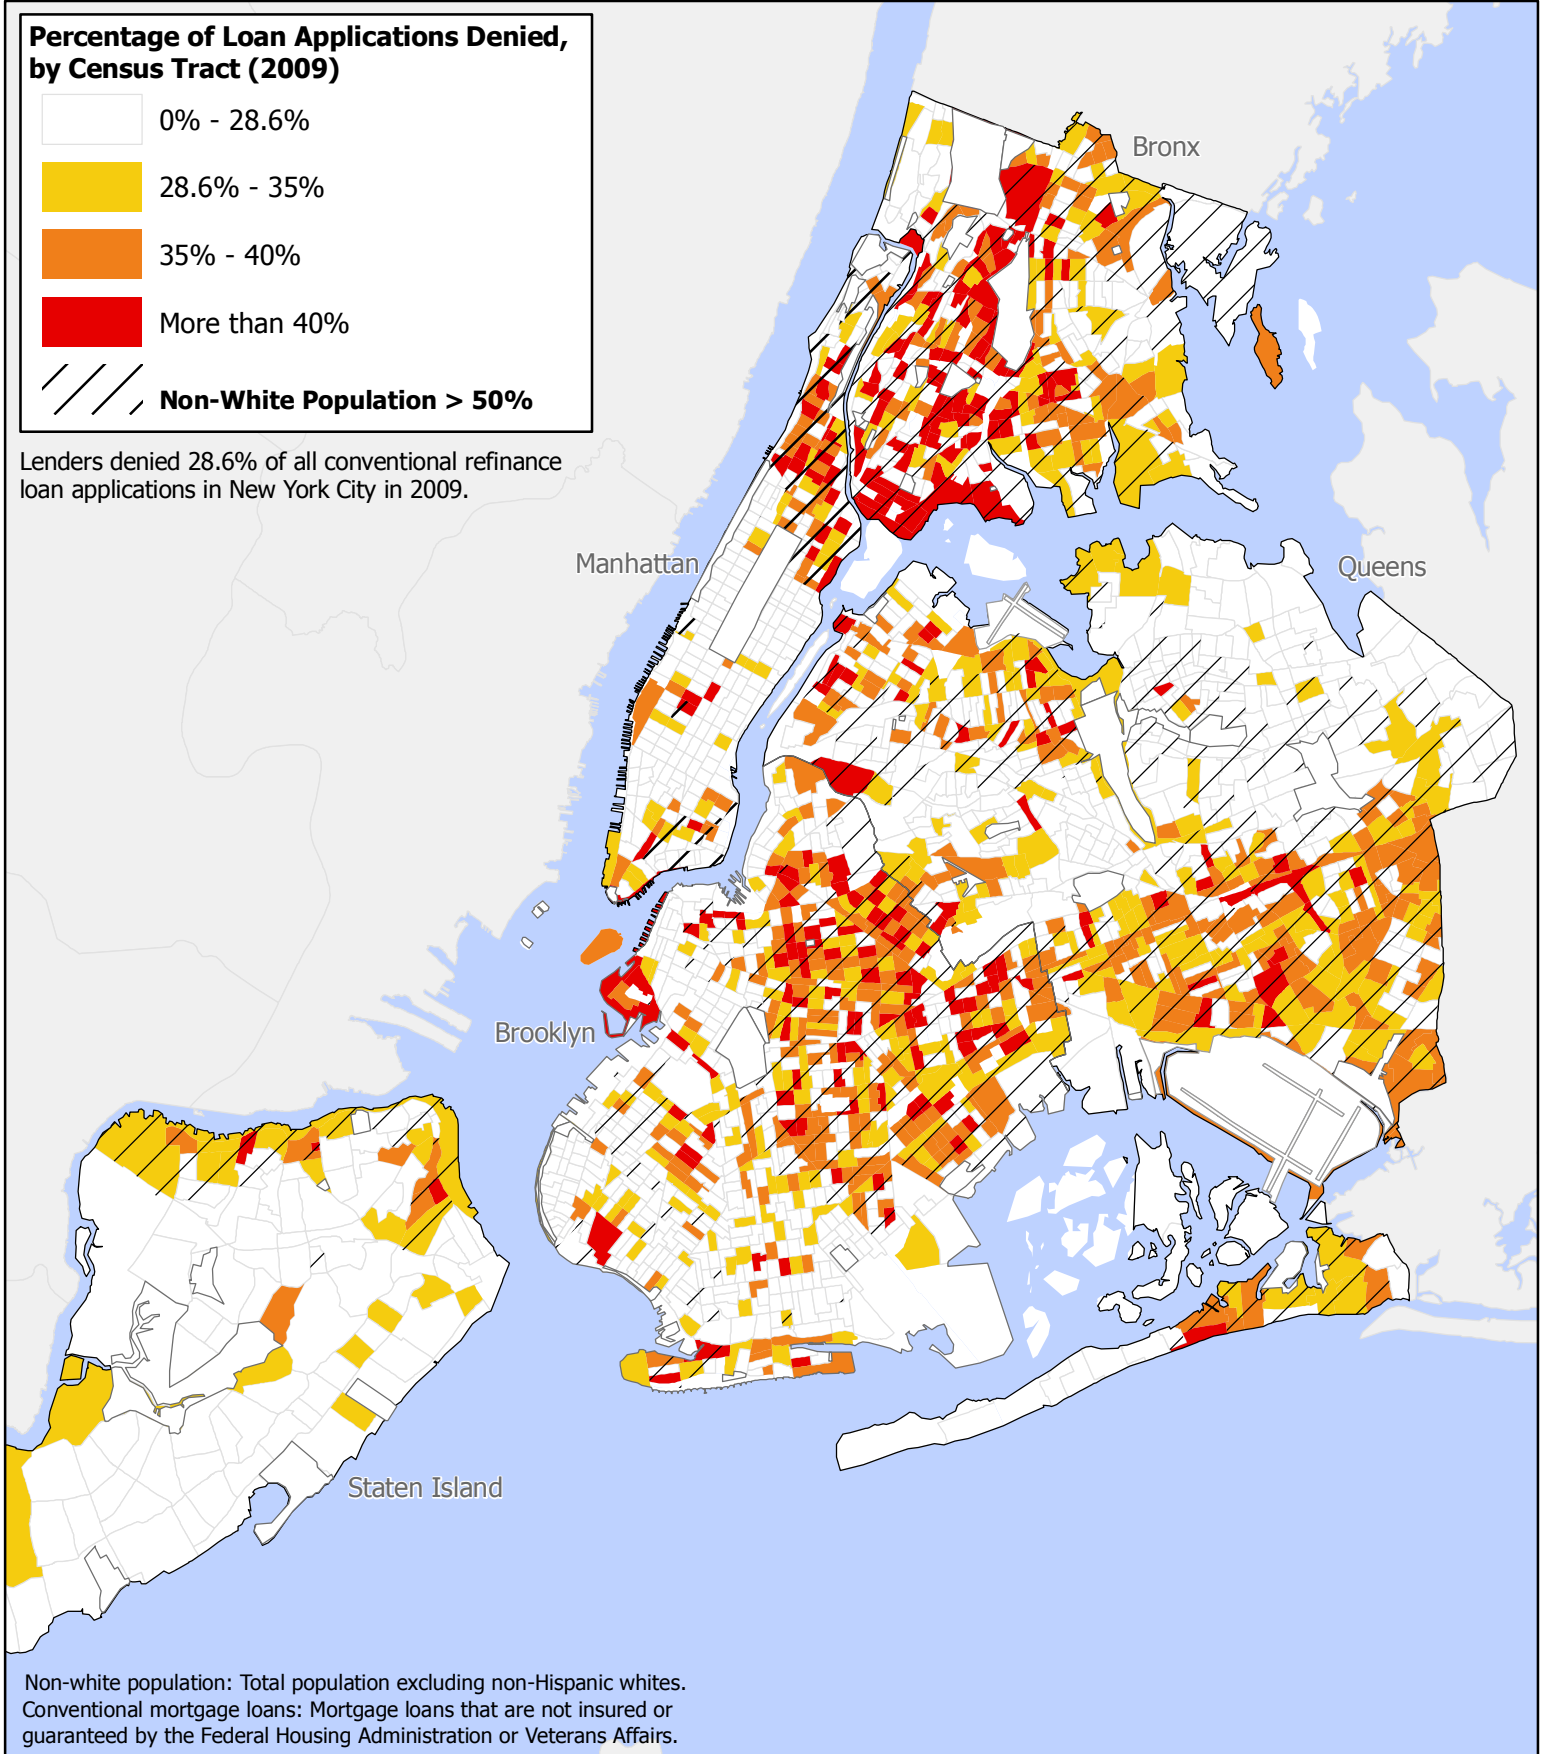 Percentage of Loan Applications Denied,
by Census Tract (2009)
0% - 28.6%
28.6% - 35%
35% - 40%
More than 40%
Non-White Population > 50%
Lenders denied 28.6% of all conventional refinance
loan applications in New York City in 2009.
Bronx
Manhattan
Queens
Brooklyn
Staten Island
Non-white population: Total population excluding non-Hispanic whites.
Conventional mortgage loans: Mortgage loans that are not insured or
guaranteed by the Federal Housing Administration or Veterans Affairs.